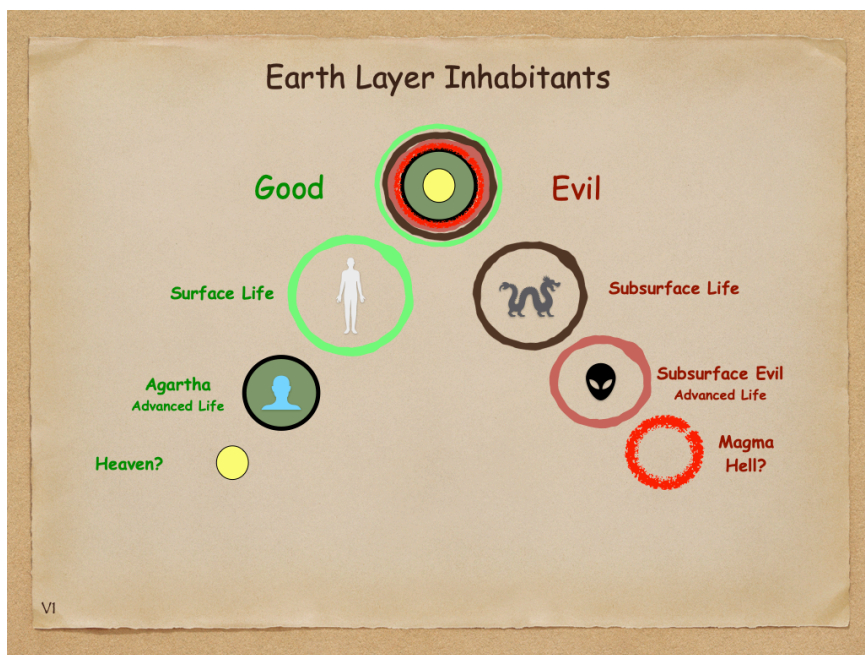 Earth Layer Inhabitants
Good
Evil
Surface Life
Subsurface Life
Agartha
Advanced Life
Subsurface Evil
Advanced Life
Heaven?
Magma
Hell?
V1